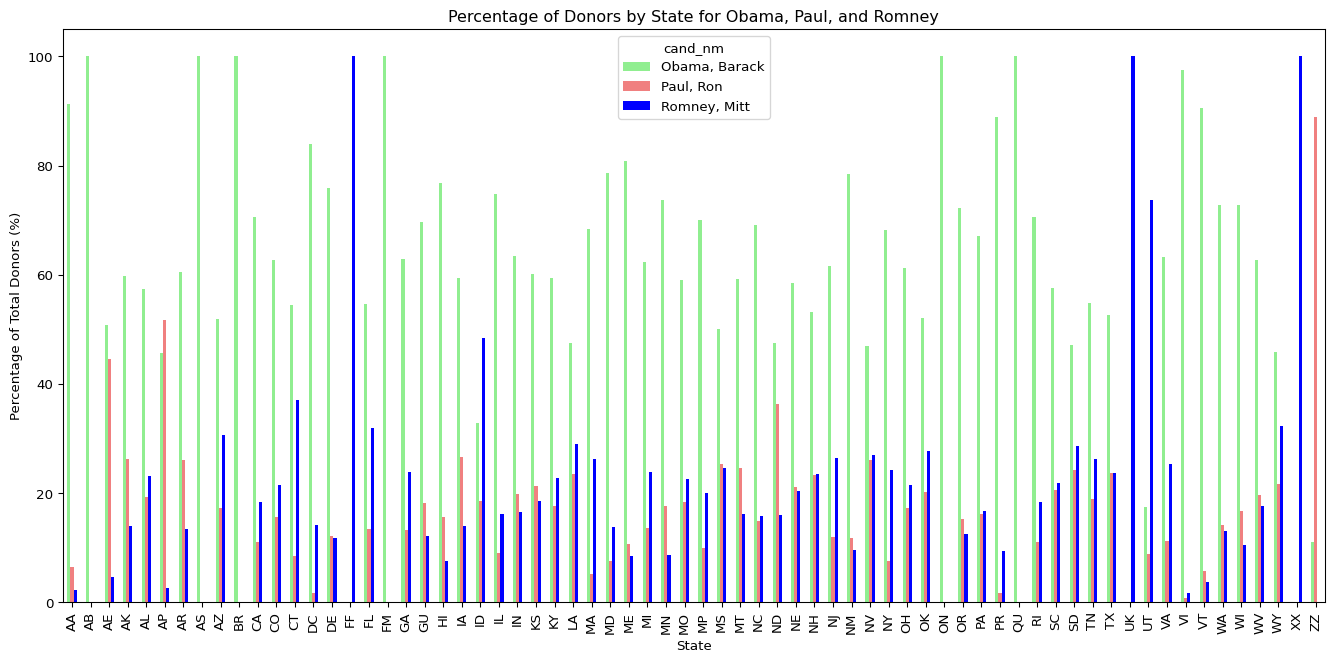 Percentage of Donors by State for Obama, Paul, and Romney
cand_nm
Obama, Barack
Paul, Ron
Romney, Mitt
Percentage of Total Donors (%)
100
80
60
40
20
0
AA AB AE AK AL AP AR AS AZ BR CA CO CT DC DE FF FL FM GA GU HI IA ID IL IN KS KY LA MA MD ME MI MN MO MP MS MT NC ND NE NH NJ NM NV NY OH OK ON OR PA PR QU RI SC SD TN TX UK UT VA VI VT WA WI WV WY XX ZZ
State